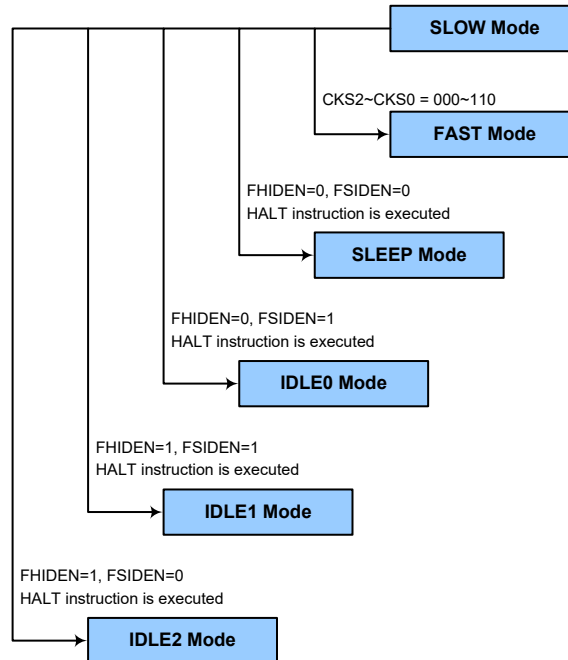 SLOW Mode
CKS2~CKS0 = 000~110
FAST Mode
FHIDEN=0, FSIDEN=0
HALT instruction is executed
SLEEP Mode
FHIDEN=0, FSIDEN=1
HALT instruction is executed
IDLE0 Mode
FHIDEN=1, FSIDEN=1
HALT instruction is executed
IDLE1 Mode
FHIDEN=1, FSIDEN=0
HALT instruction is executed
IDLE2 Mode